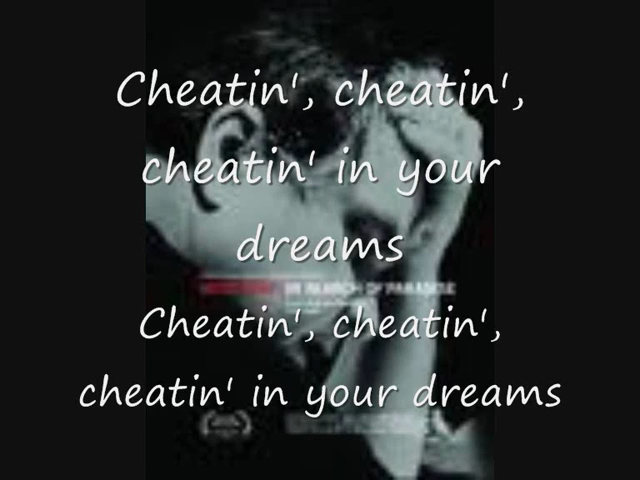 Cheatin', cheatin',
cheatin' in your
dreams
IN SEARCH OF PARADISE
Cheatin', cheatin',
cheatin' in your dreams